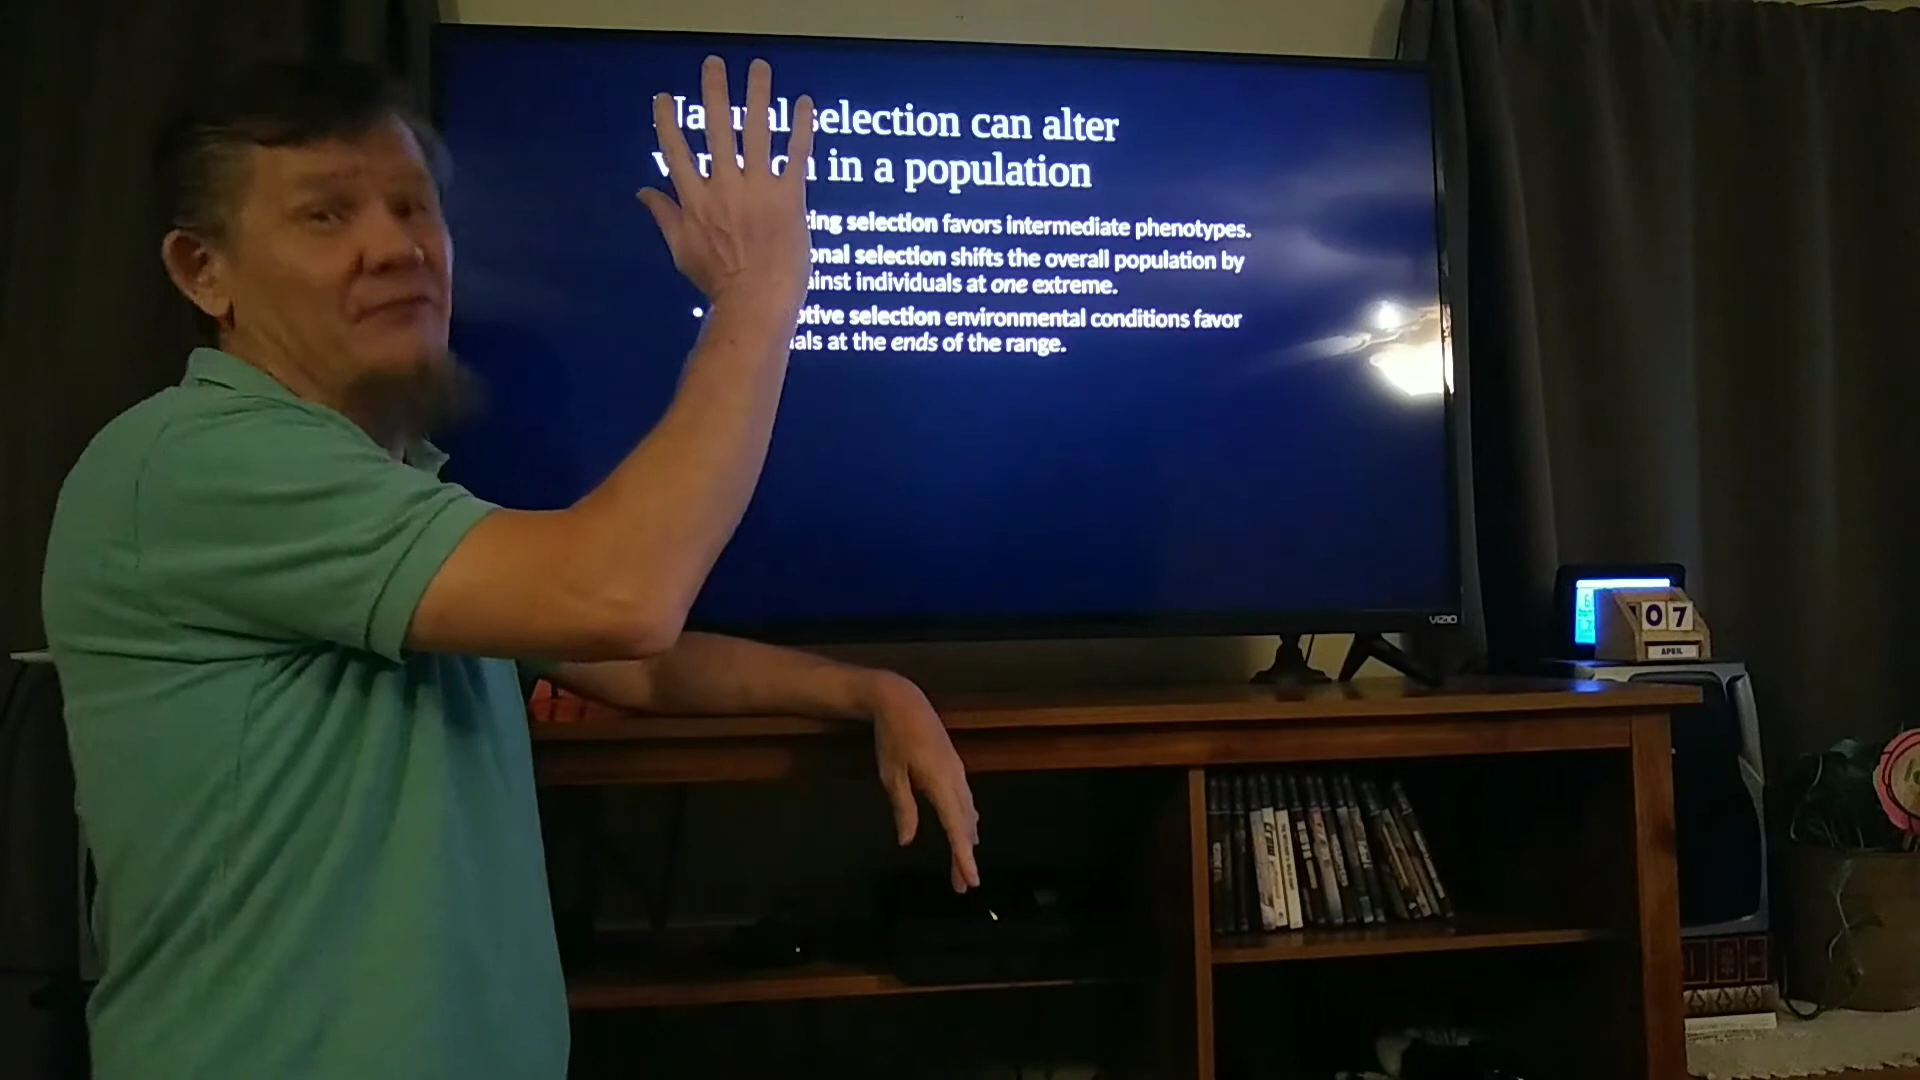 Natural selection can alter
in a population
selection favors intermediate phenotypes.
selection shifts the overall population by
individuals at one extreme.
• selection environmental conditions favor
at the ends of the range.
VIZIO
07
APRIL